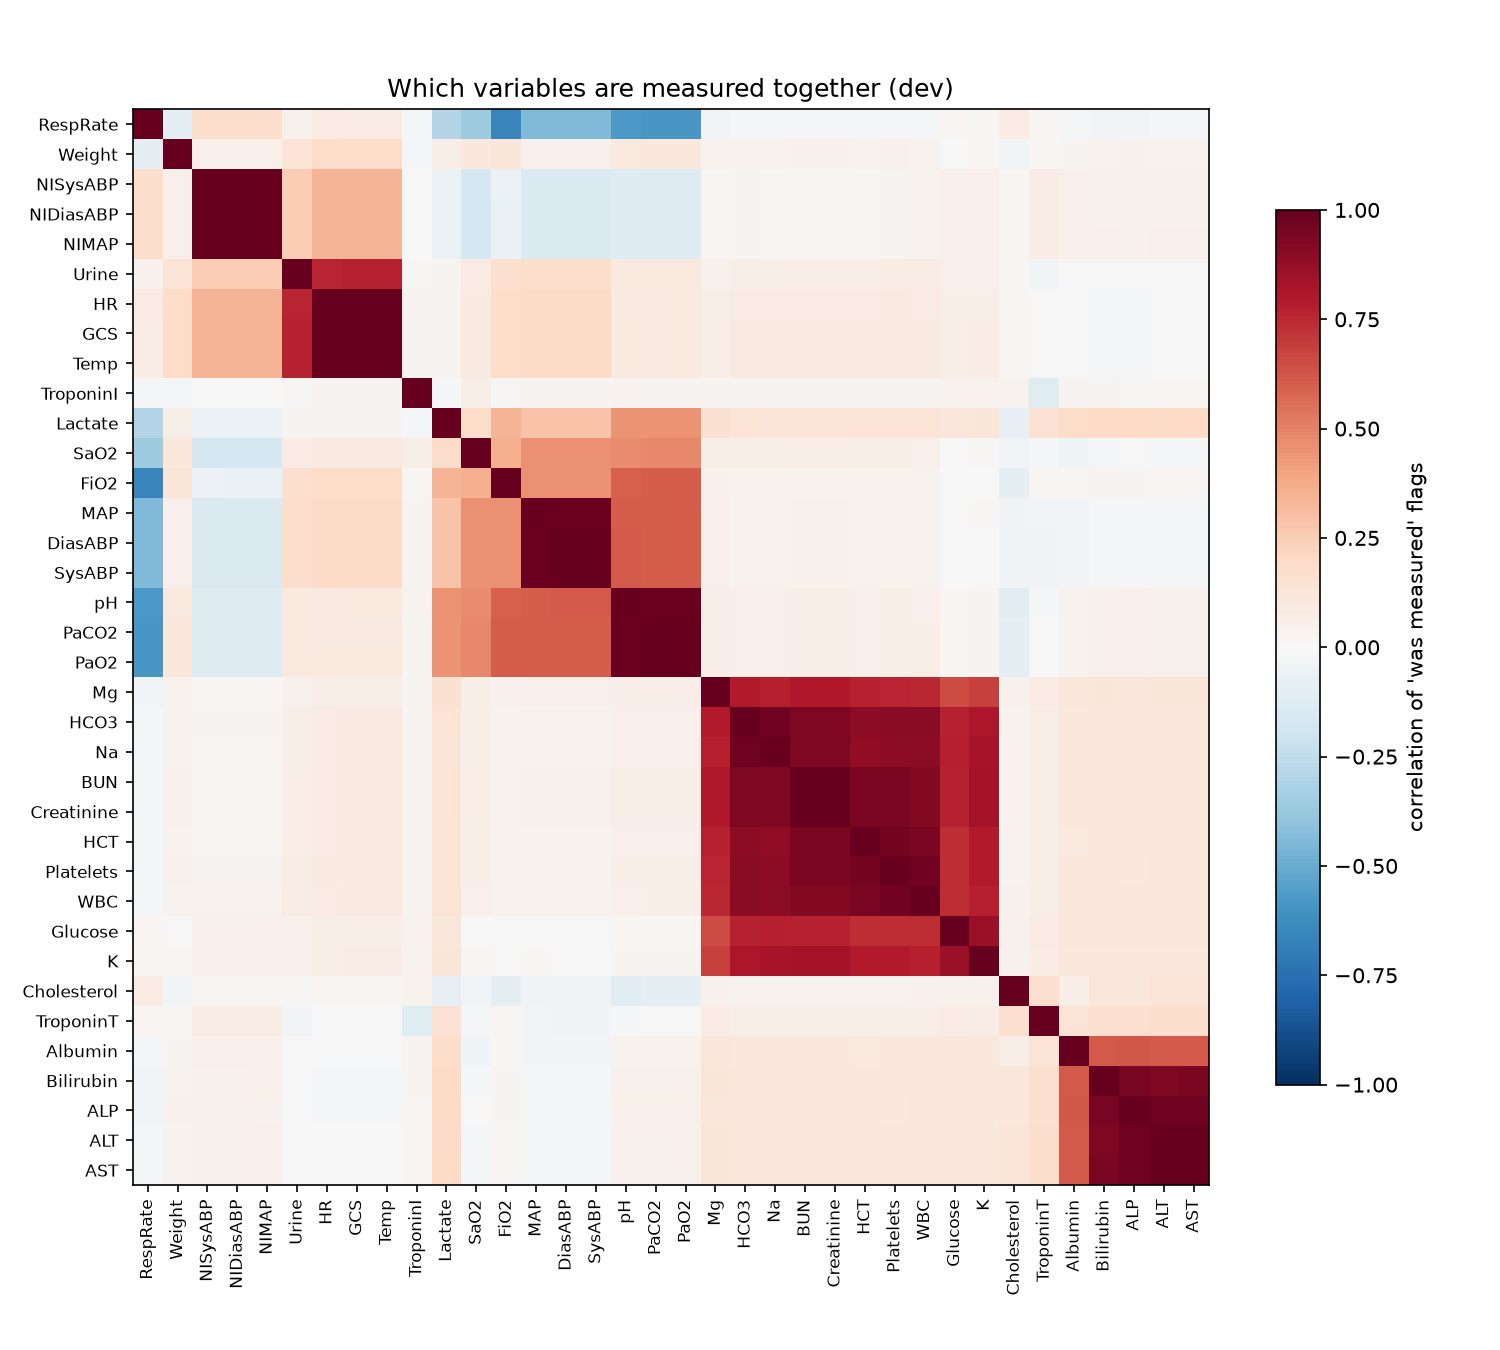 Which variables are measured together (dev)
RespRate
Weight
NISysABP
NIDiasABP
NIMAP
Urine
HR
GCS
Temp
TroponinI
Lactate
SaO2
FiO2
MAP
DiasABP
SysABP
pH
PaCO2
PaO2
Mg
HCO3
Na
BUN
Creatinine
HCT
Platelets
WBC
Glucose
K
Cholesterol
TroponinT
Albumin
Bilirubin
ALP
ALT
AST
RespRate
Weight
NISysABP
NIDiasABP
NIMAP
Urine
HR
GCS
Temp
TroponinI
Lactate
SaO2
FiO2
MAP
DiasABP
SysABP
pH
PaCO2
PaO2
Mg
HCO3
Na
BUN
Creatinine
HCT
Platelets
WBC
Glucose
K
Cholesterol
TroponinT
Albumin
Bilirubin
ALP
ALT
AST
1.00
0.75
0.50
0.25
0.00
−0.25
−0.50
−0.75
−1.00
correlation of 'was measured' flags